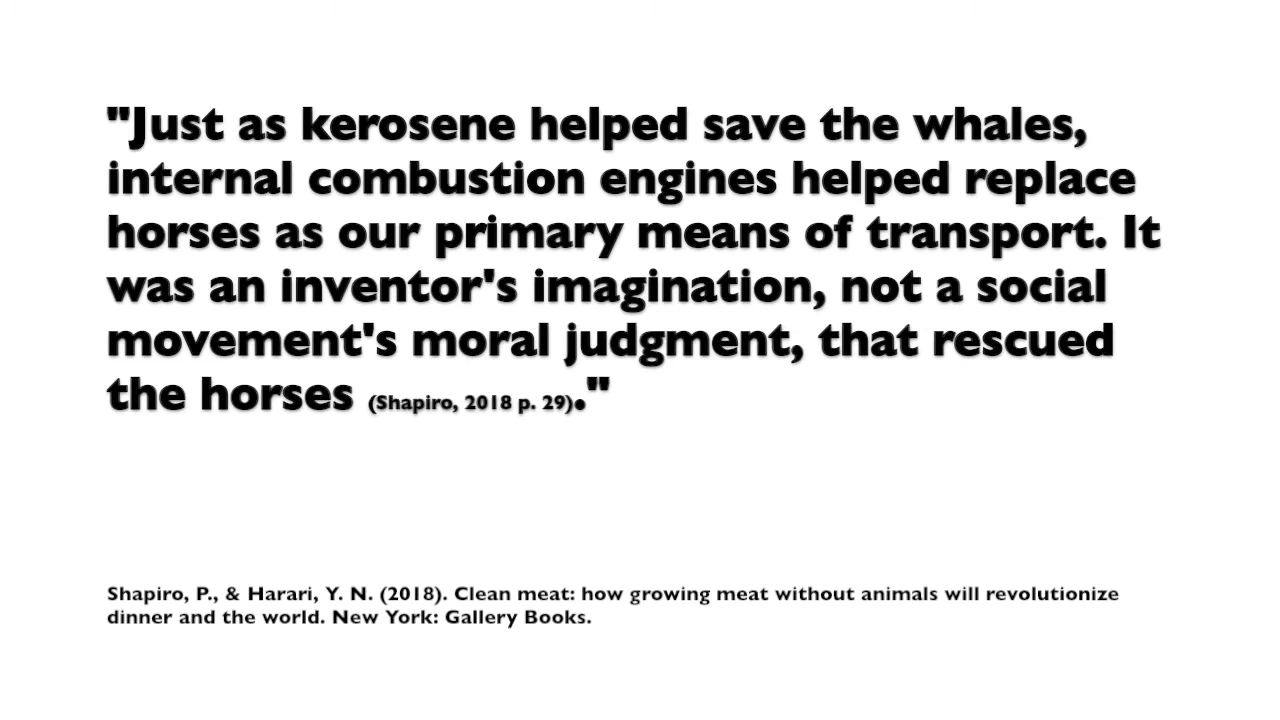 "Just as kerosene helped save the whales,
internal combustion engines helped replace
horses as our primary means of transport. It
was an inventor's imagination, not a social
movement's moral judgment, that rescued
the horses (Shapiro, 2018 p. 29)."
Shapiro, P., & Harari, Y. N. (2018). Clean meat: how growing meat without animals will revolutionize
dinner and the world. New York: Gallery Books.